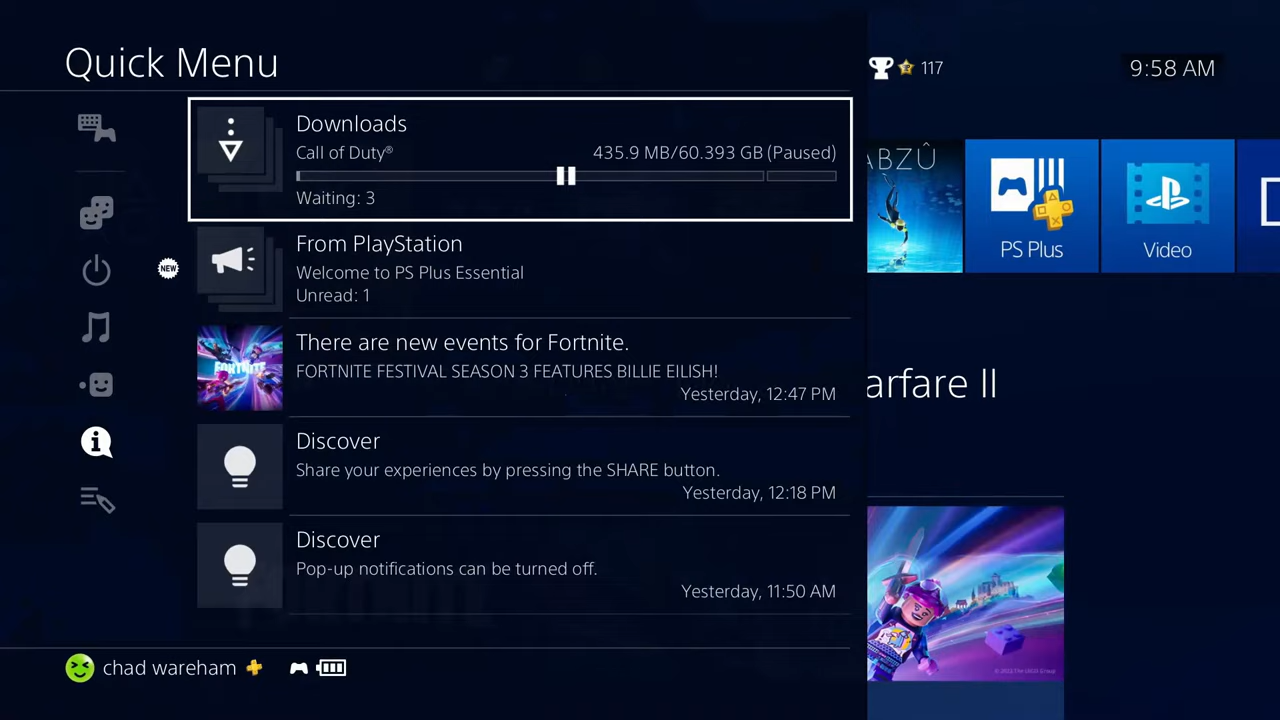 Quick Menu
117
9:58 AM
Downloads
Call of Duty®
435.9 MB/60.393 GB (Paused)
Waiting: 3
NEW
From PlayStation
Welcome to PS Plus Essential
Unread: 1
There are new events for Fortnite.
FORTNITE FESTIVAL SEASON 3 FEATURES BILLIE EILISH!
Yesterday, 12:47 PM
FORTNITE
Discover
Share your experiences by pressing the SHARE button.
Yesterday, 12:18 PM
Discover
Pop-up notifications can be turned off.
Yesterday, 11:50 AM
chad wareham
ABZÛ
PS Plus
Video
arfare II